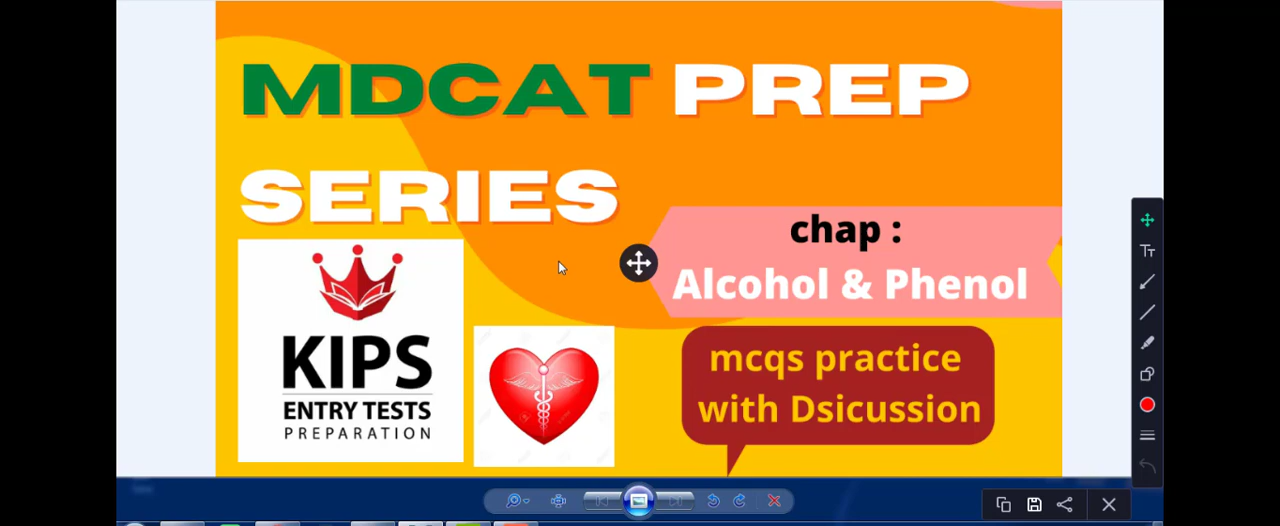 MDCAT PREP
SERIES
chap :
Alcohol & Phenol
KIPS
ENTRY TESTS
PREPARATION
mcqs practice
with Dsicussion